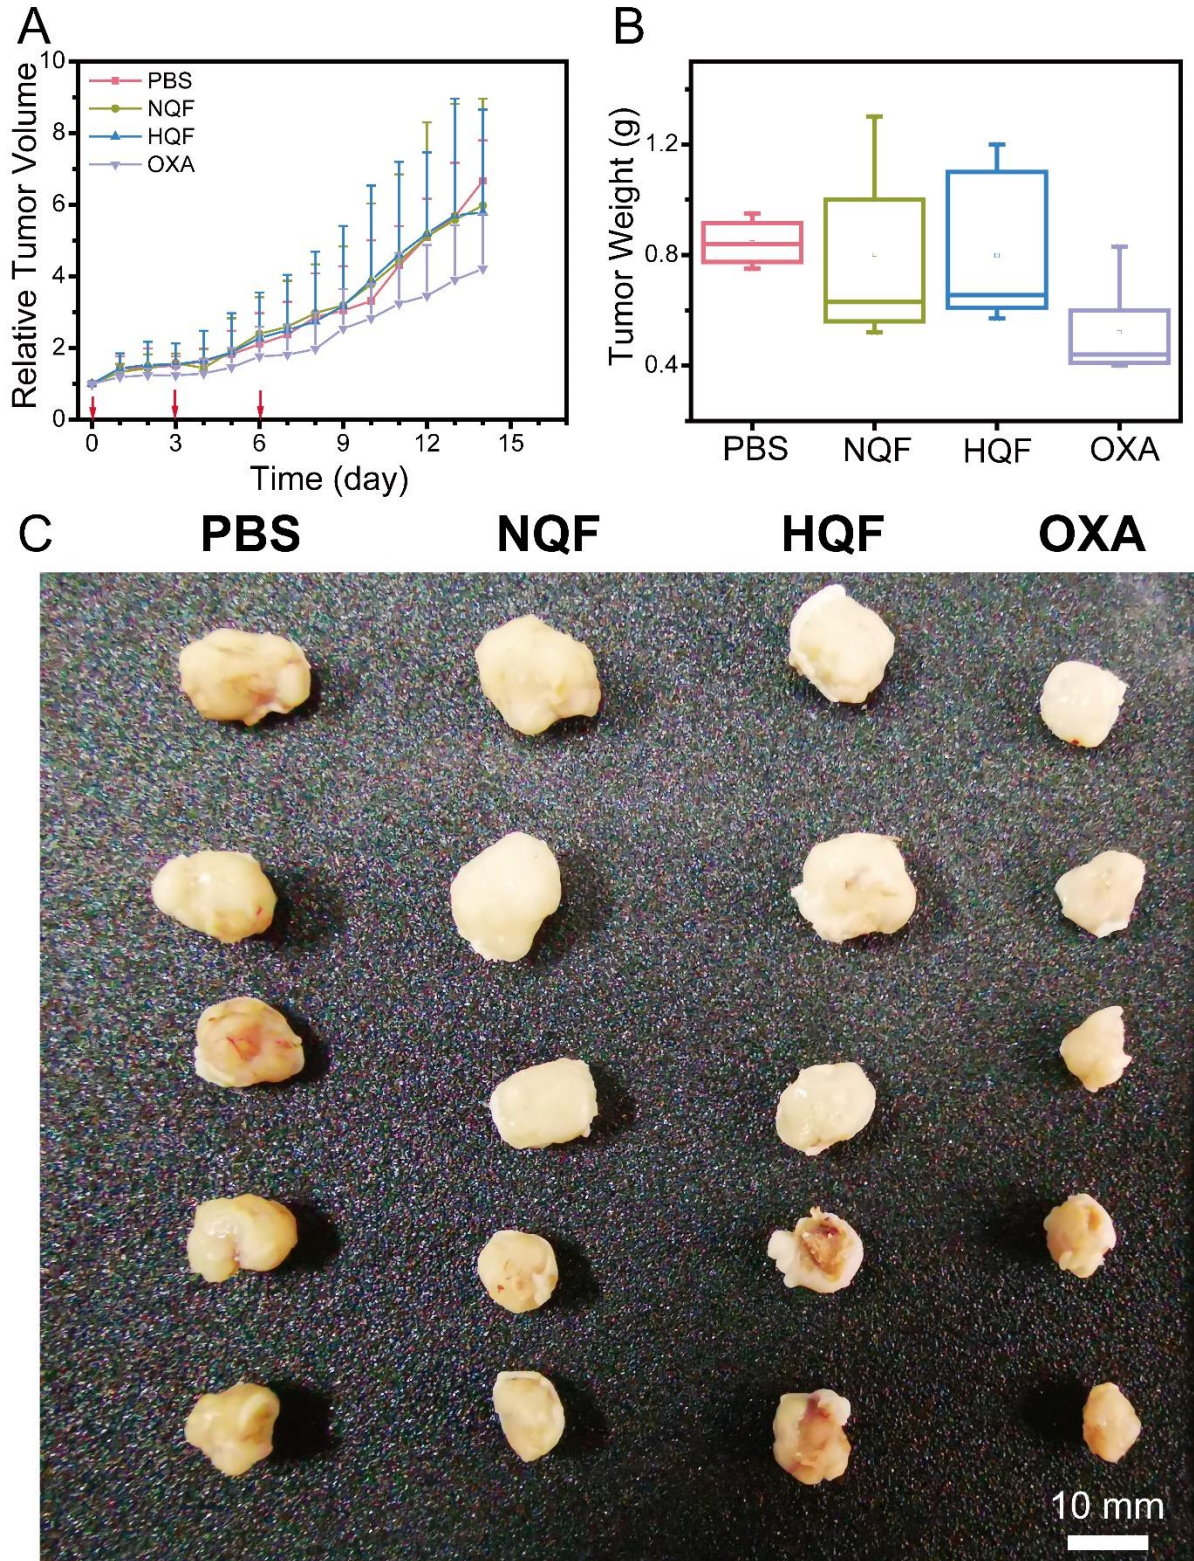 A
Relative Tumor Volume
10
8
6
4
2
0
PBS
NQF
HQF
OXA
0 3 6 9 12 15
Time (day)
B
Tumor Weight (g)
1.2
0.8
0.4
PBS NQF HQF OXA
C PBS NQF HQF OXA
10 mm